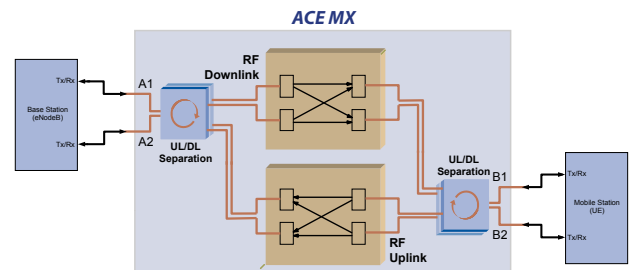 ACE MX
RF
Downlink
Tx/Rx
A1
Base Station
(eNodeB)
Tx/Rx
A2
UL/DL
Separation
UL/DL
Separation
B1
Tx/Rx
Mobile Station
(UE)
B2
Tx/Rx
RF
Uplink